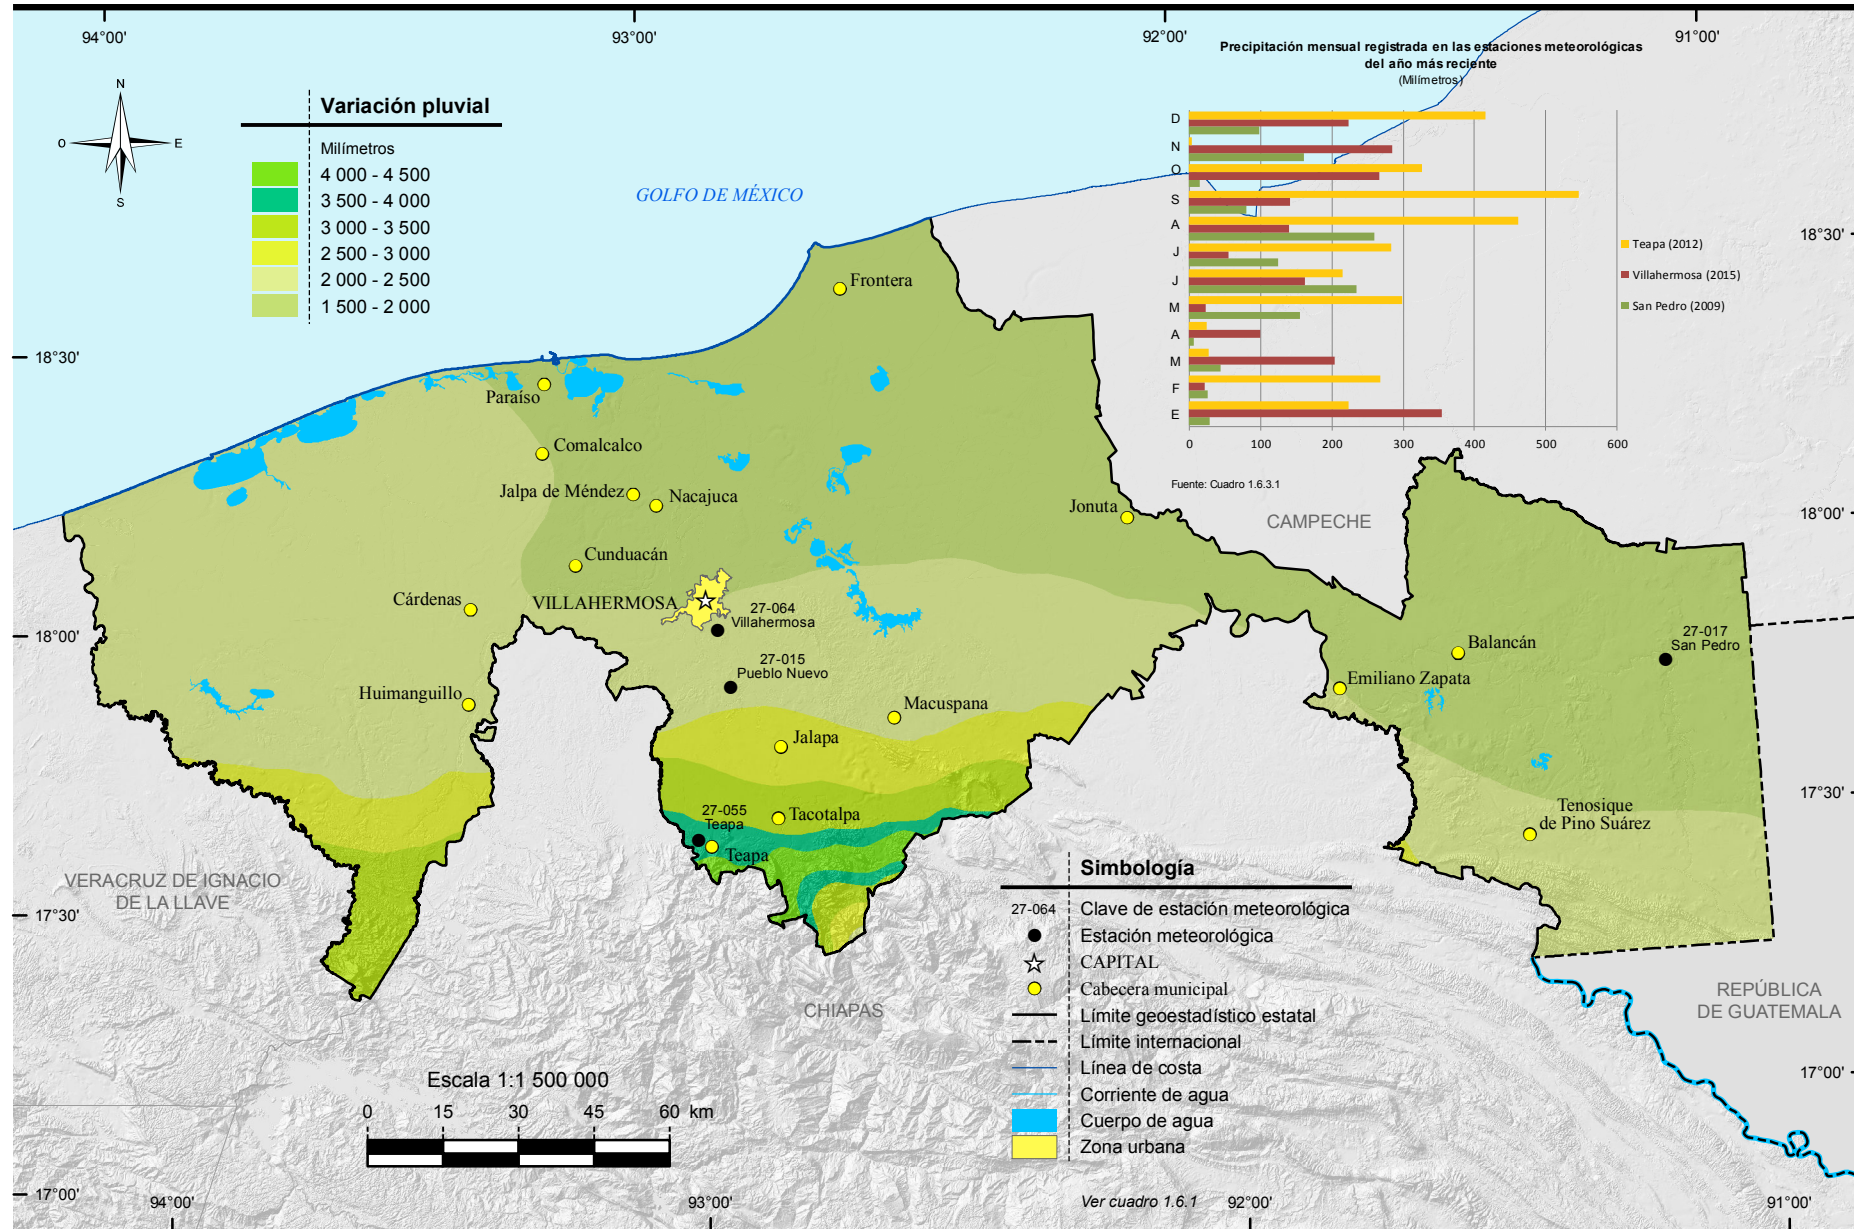 94°00'
93°00'
92°00'
91°00'
Precipitación mensual registrada en las estaciones meteorológicas
del año más reciente
(Milímetros)
N
O
E
S
Variación pluvial
Milímetros
4 000 - 4 500
3 500 - 4 000
3 000 - 3 500
2 500 - 3 000
2 000 - 2 500
1 500 - 2 000
GOLFO DE MÉXICO
D
N
O
S
A
J
J
M
A
M
F
E
0 100 200 300 400 500 600
Teapa (2012)
Villahermosa (2015)
San Pedro (2009)
Fuente: Cuadro 1.6.3.1
18°30'
18°30'
Frontera
Paraíso
Comalcalco
Jalpa de Méndez
Nacajuca
Jonuta
CAMPECHE
18°00'
Cunduacán
Cárdenas
VILLAHERMOSA
27-064
Villahermosa
18°00'
27-015
Pueblo Nuevo
Huimanguillo
Macuspana
Jalapa
Balancán
27-017
San Pedro
Emiliano Zapata
17°30'
27-055
Teapa
Tacotalpa
Teapa
Tenosique
de Pino Suárez
VERACRUZ DE IGNACIO
DE LA LLAVE
17°30'
CHIAPAS
REPÚBLICA
DE GUATEMALA
Simbología
27-064 Clave de estación meteorológica
Estación meteorológica
CAPITAL
Cabecera municipal
Límite geoestadístico estatal
Límite internacional
Línea de costa
Corriente de agua
Cuerpo de agua
Zona urbana
Ver cuadro 1.6.1
17°00'
Escala 1:1 500 000
0 15 30 45 60 km
17°00'
94°00'
93°00'
92°00'
91°00'